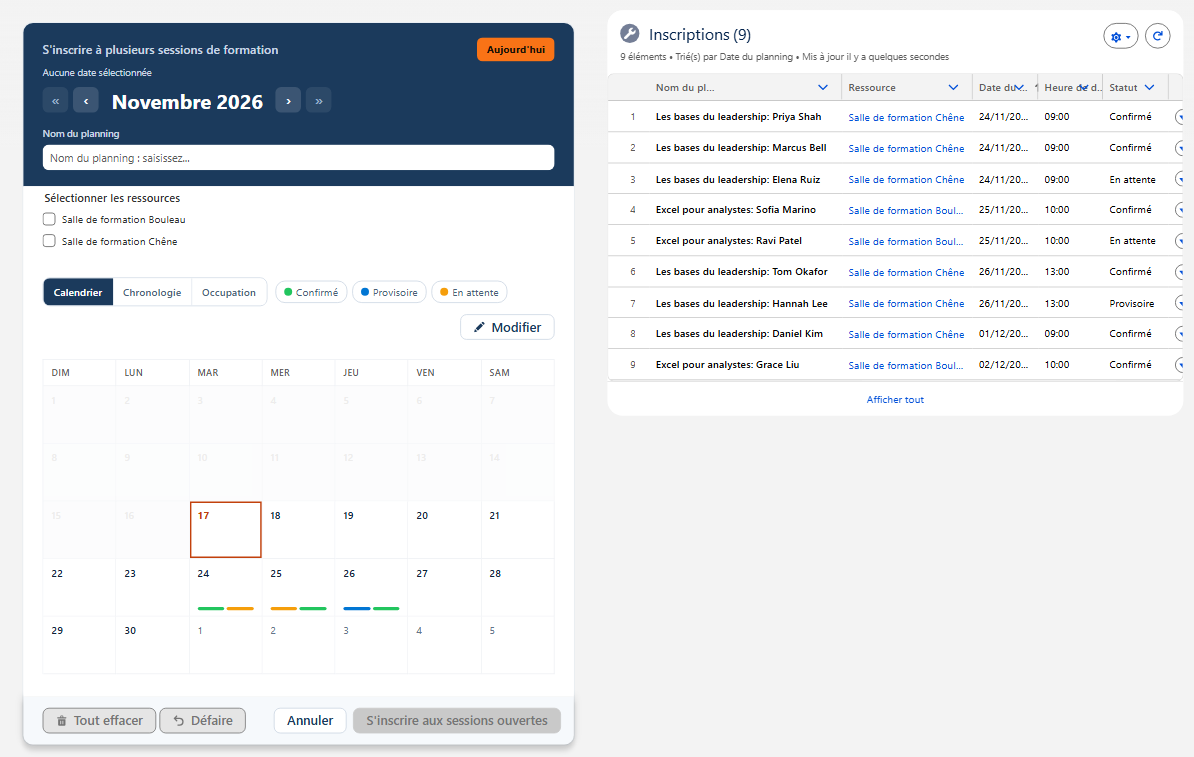 S'inscrire à plusieurs sessions de formation
Aujourd'hui
Aucune date sélectionnée
« ‹ Novembre 2026 › »
Nom du planning
Nom du planning : saisissez...
Sélectionner les ressources
Salle de formation Bouleau
Salle de formation Chêne
Calendrier Chronologie Occupation Confirmé Provisoire En attente
Modifier
DIM LUN MAR MER JEU VEN SAM
1 2 3 4 5 6 7
8 9 10 11 12 13 14
15 16 17 18 19 20 21
22 23 24 25 26 27 28
29 30 1 2 3 4 5
Tout effacer Défaire Annuler S'inscrire aux sessions ouvertes
Inscriptions (9)
9 éléments • Trié(s) par Date du planning • Mis à jour il y a quelques secondes
Nom du pl... Ressource Date du... Heure de d... Statut
1 Les bases du leadership: Priya Shah Salle de formation Chêne 24/11/20... 09:00 Confirmé
2 Les bases du leadership: Marcus Bell Salle de formation Chêne 24/11/20... 09:00 Confirmé
3 Les bases du leadership: Elena Ruiz Salle de formation Chêne 24/11/20... 09:00 En attente
4 Excel pour analystes: Sofia Marino Salle de formation Boul... 25/11/20... 10:00 Confirmé
5 Excel pour analystes: Ravi Patel Salle de formation Boul... 25/11/20... 10:00 En attente
6 Les bases du leadership: Tom Okafor Salle de formation Chêne 26/11/20... 13:00 Confirmé
7 Les bases du leadership: Hannah Lee Salle de formation Chêne 26/11/20... 13:00 Provisoire
8 Les bases du leadership: Daniel Kim Salle de formation Chêne 01/12/20... 09:00 Confirmé
9 Excel pour analystes: Grace Liu Salle de formation Boul... 02/12/20... 10:00 Confirmé
Afficher tout